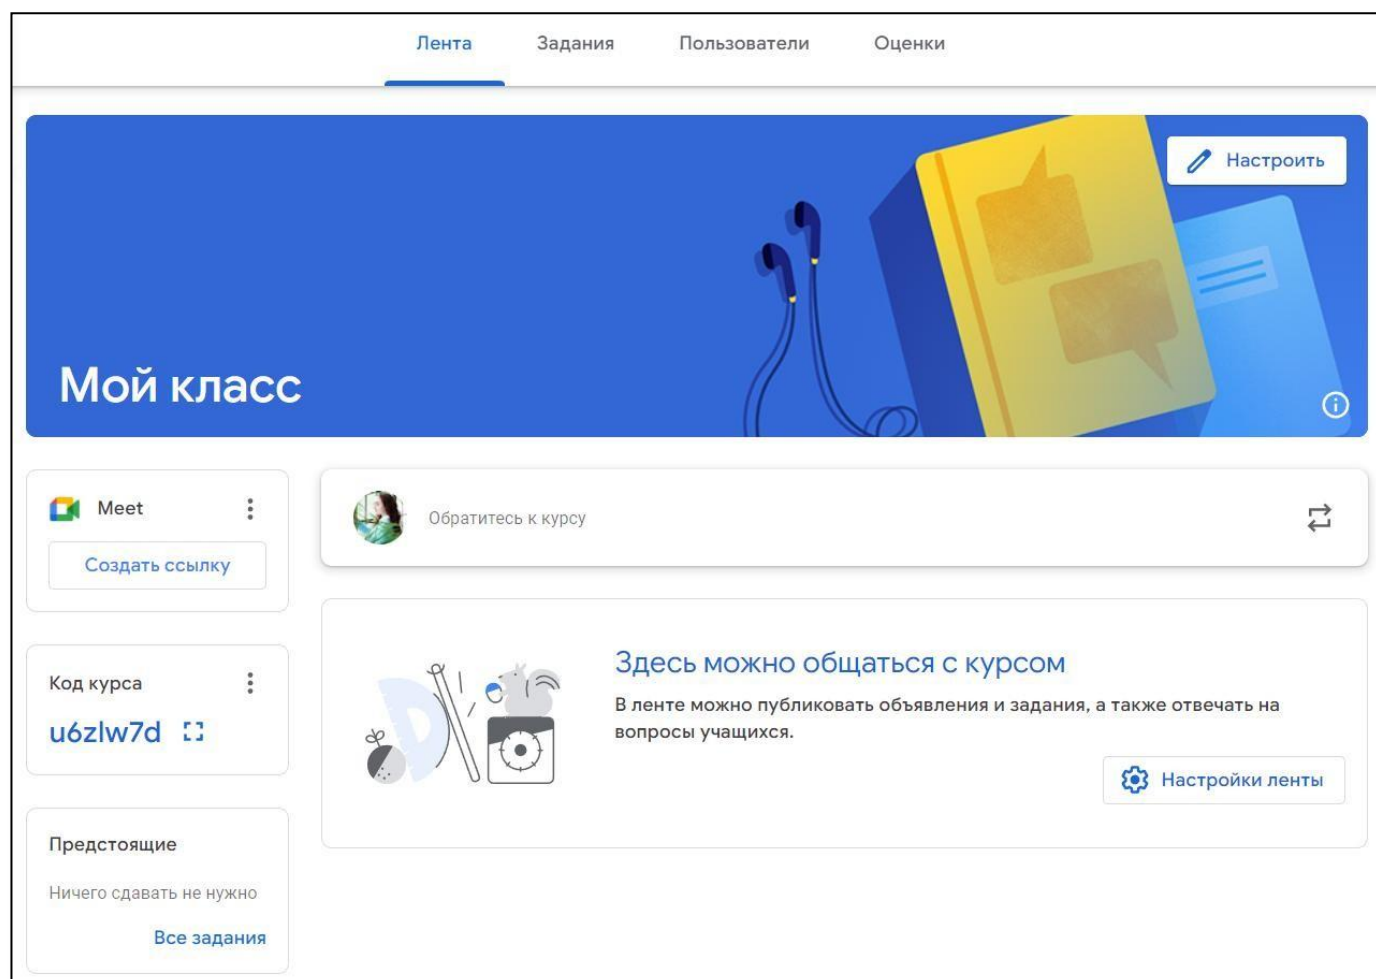 Лента Задания Пользователи Оценки
Настроить
Мой класс
Meet
Создать ссылку
Обратитесь к курсу
Код курса
u6zlw7d
Здесь можно общаться с курсом
В ленте можно публиковать объявления и задания, а также отвечать на
вопросы учащихся.
Настройки ленты
Предстоящие
Ничего сдавать не нужно
Все задания